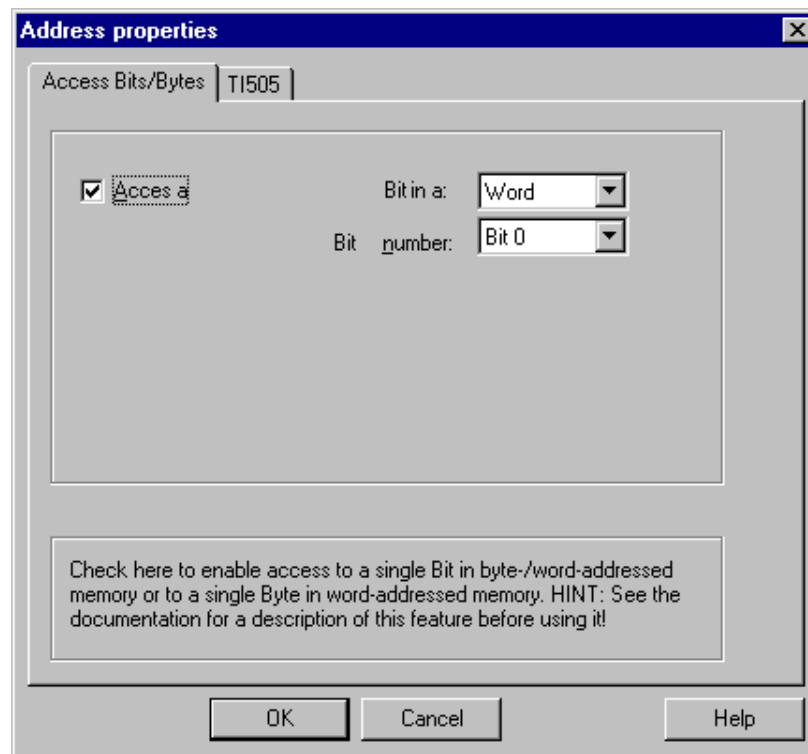 Address properties
Access Bits/Bytes TI505
Acces a Bit in a: Word
Bit number: Bit 0
Check here to enable access to a single Bit in byte-/word-addressed
memory or to a single Byte in word-addressed memory. HINT: See the
documentation for a description of this feature before using it!
OK Cancel Help